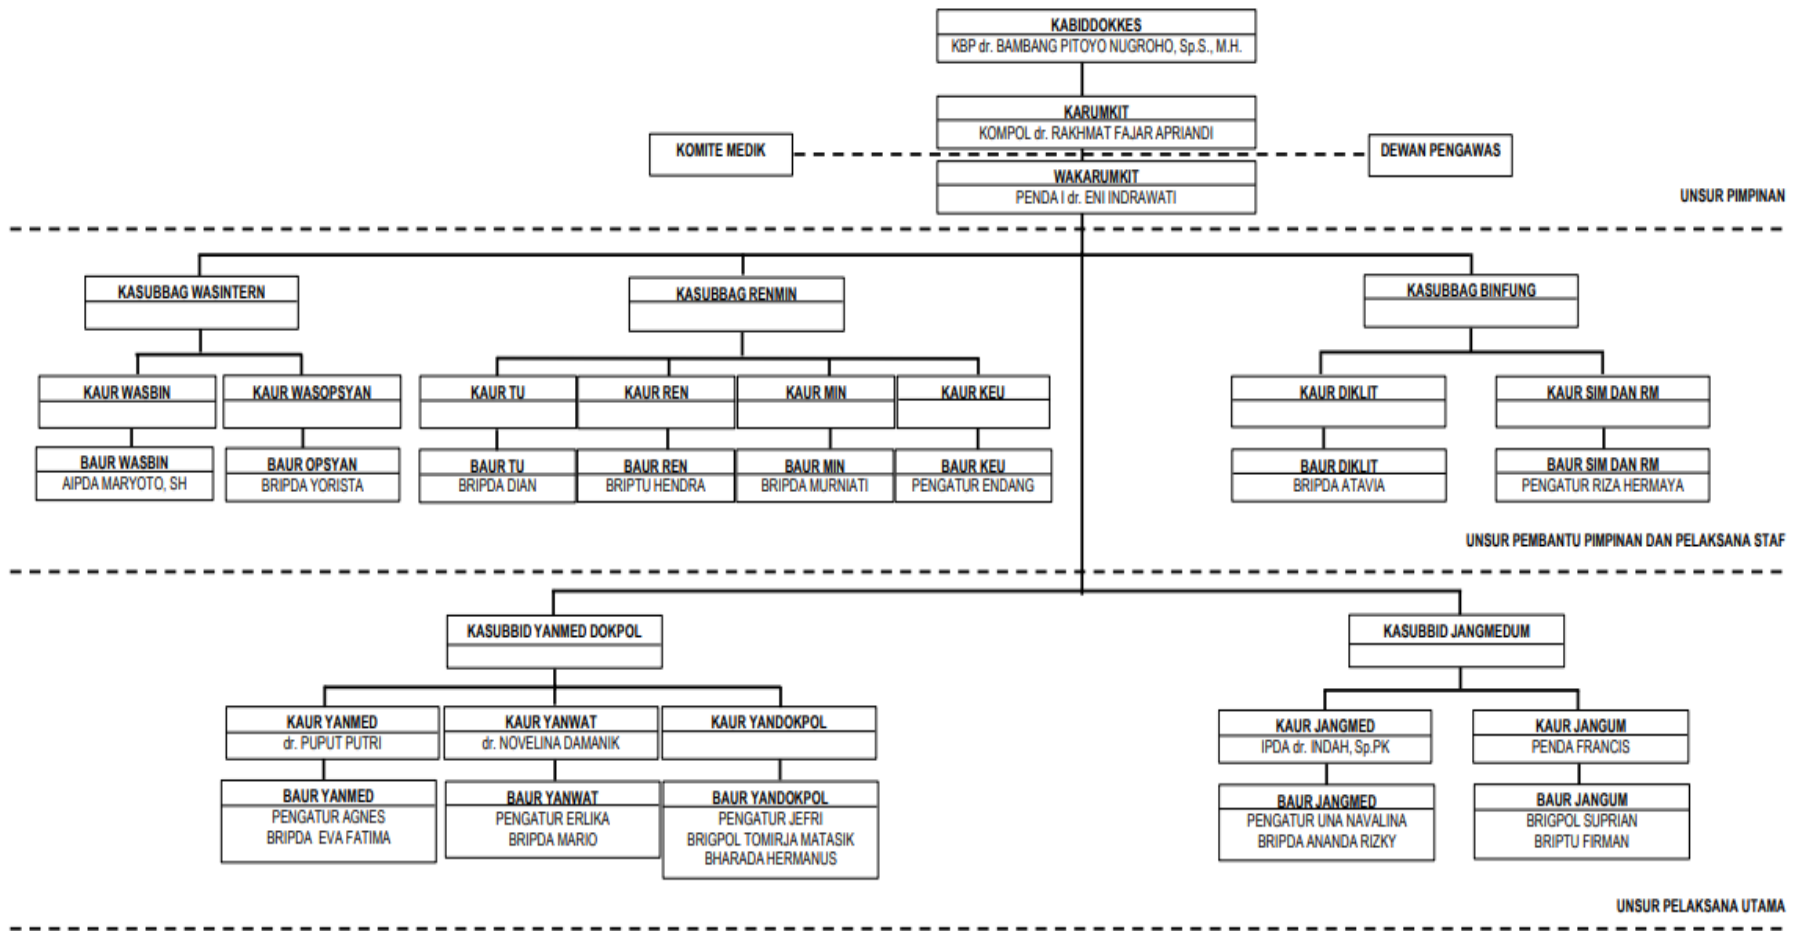 KABIDDOKKES
KBP dr. BAMBANG PITOYO NUGROHO, Sp.S., M.H.
KARUMKIT
KOMPOL dr. RAKHMAT FAJAR APRIANDI
KOMITE MEDIK
DEWAN PENGAWAS
WAKARUMKIT
PENDA I dr. ENI INDRAWATI
UNSUR PIMPINAN
KASUBBAG WASINTERN
KASUBBAG RENMIN
KASUBBAG BINFUNG
KAUR WASBIN
KAUR WASOPSYAN
KAUR TU
KAUR REN
KAUR MIN
KAUR KEU
KAUR DIKLIT
KAUR SIM DAN RM
BAUR WASBIN
AIPDA MARYOTO, SH
BAUR OPSYAN
BRIPDA YORISTA
BAUR TU
BRIPDA DIAN
BAUR REN
BRIPTU HENDRA
BAUR MIN
BRIPDA MURNIATI
BAUR KEU
PENGATUR ENDANG
BAUR DIKLIT
BRIPDA ATAVIA
BAUR SIM DAN RM
PENGATUR RIZA HERMAYA
UNSUR PEMBANTU PIMPINAN DAN PELAKSANA STAF
KASUBBID YANMED DOKPOL
KASUBBID JANGMEDUM
KAUR YANMED
dr. PUPUT PUTRI
KAUR YANWAT
dr. NOVELINA DAMANIK
KAUR YANDOKPOL
KAUR JANGMED
IPDA dr. INDAH, Sp.PK
KAUR JANGUM
PENDA FRANCIS
BAUR YANMED
PENGATUR AGNES
BRIPDA EVA FATIMA
BAUR YANWAT
PENGATUR ERLIKA
BRIPDA MARIO
BAUR YANDOKPOL
PENGATUR JEFRI
BRIGPOL TOMIRJA MATASIK
BHARADA HERMANUS
BAUR JANGMED
PENGATUR UNA NAVALINA
BRIPDA ANANDA RIZKY
BAUR JANGUM
BRIGPOL SUPRIAN
BRIPTU FIRMAN
UNSUR PELAKSANA UTAMA